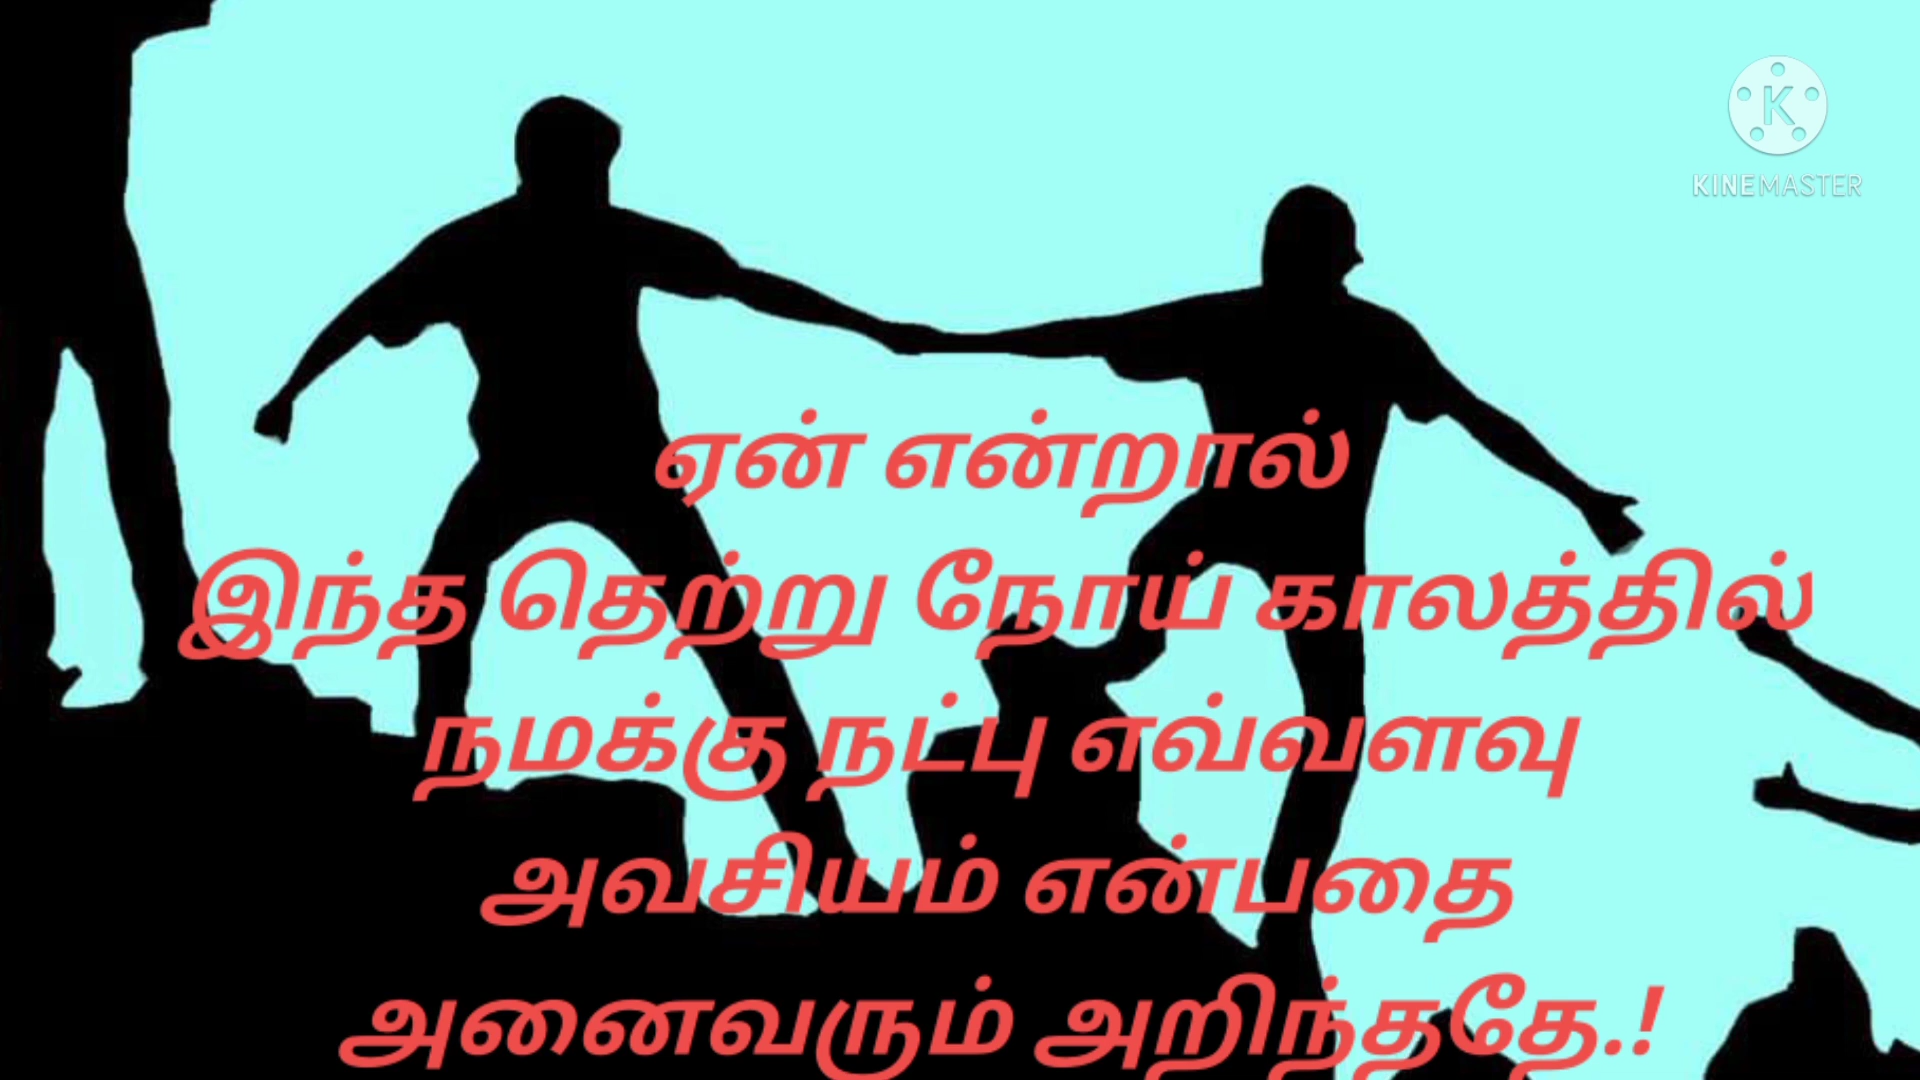 K
KINEMASTER
ஏன் என்றால்
இந்த தெற்று நோய் காலத்தில்
நமக்கு நட்பு எவ்வளவு
அவசியம் என்பதை
அனைவரும் அறிந்ததே.!